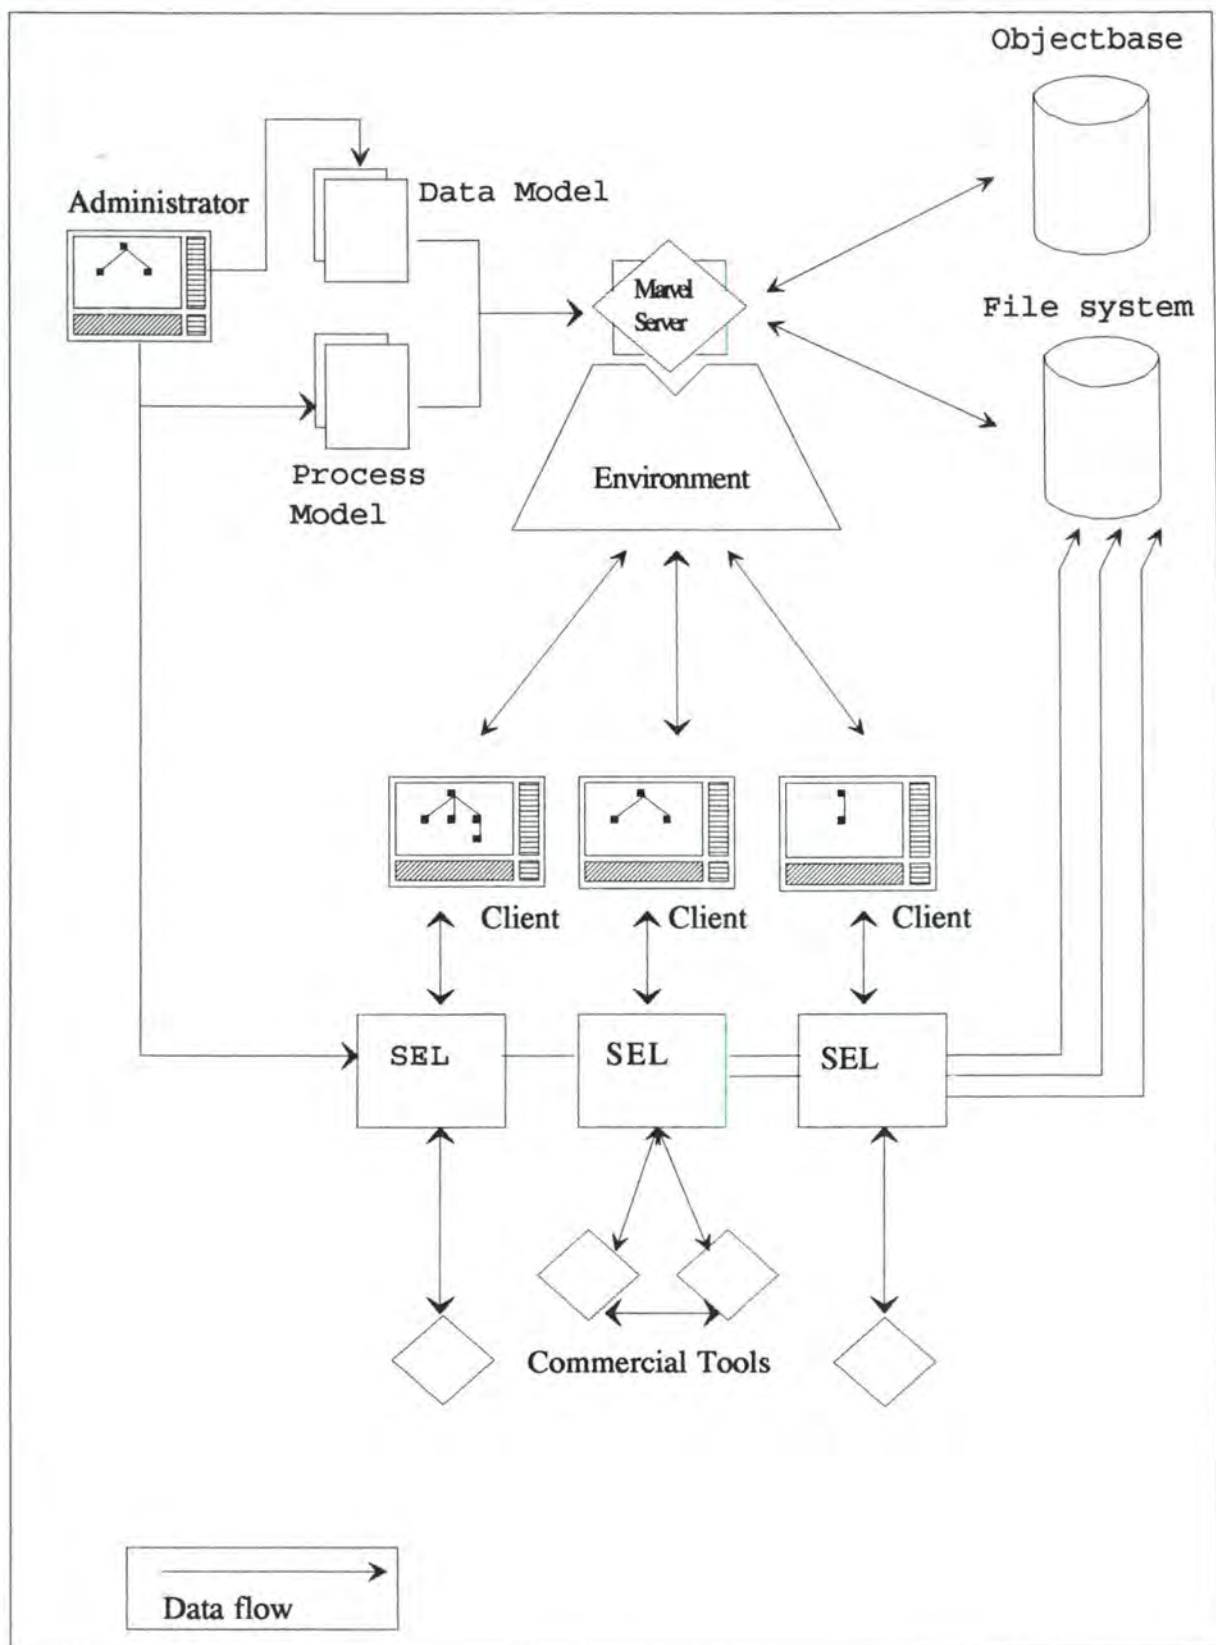 Objectbase
Data Model
Administrator
Marvel
Server
File system
Process
Model
Environment
Client
Client
Client
SEL
SEL
SEL
Commercial Tools
Data flow